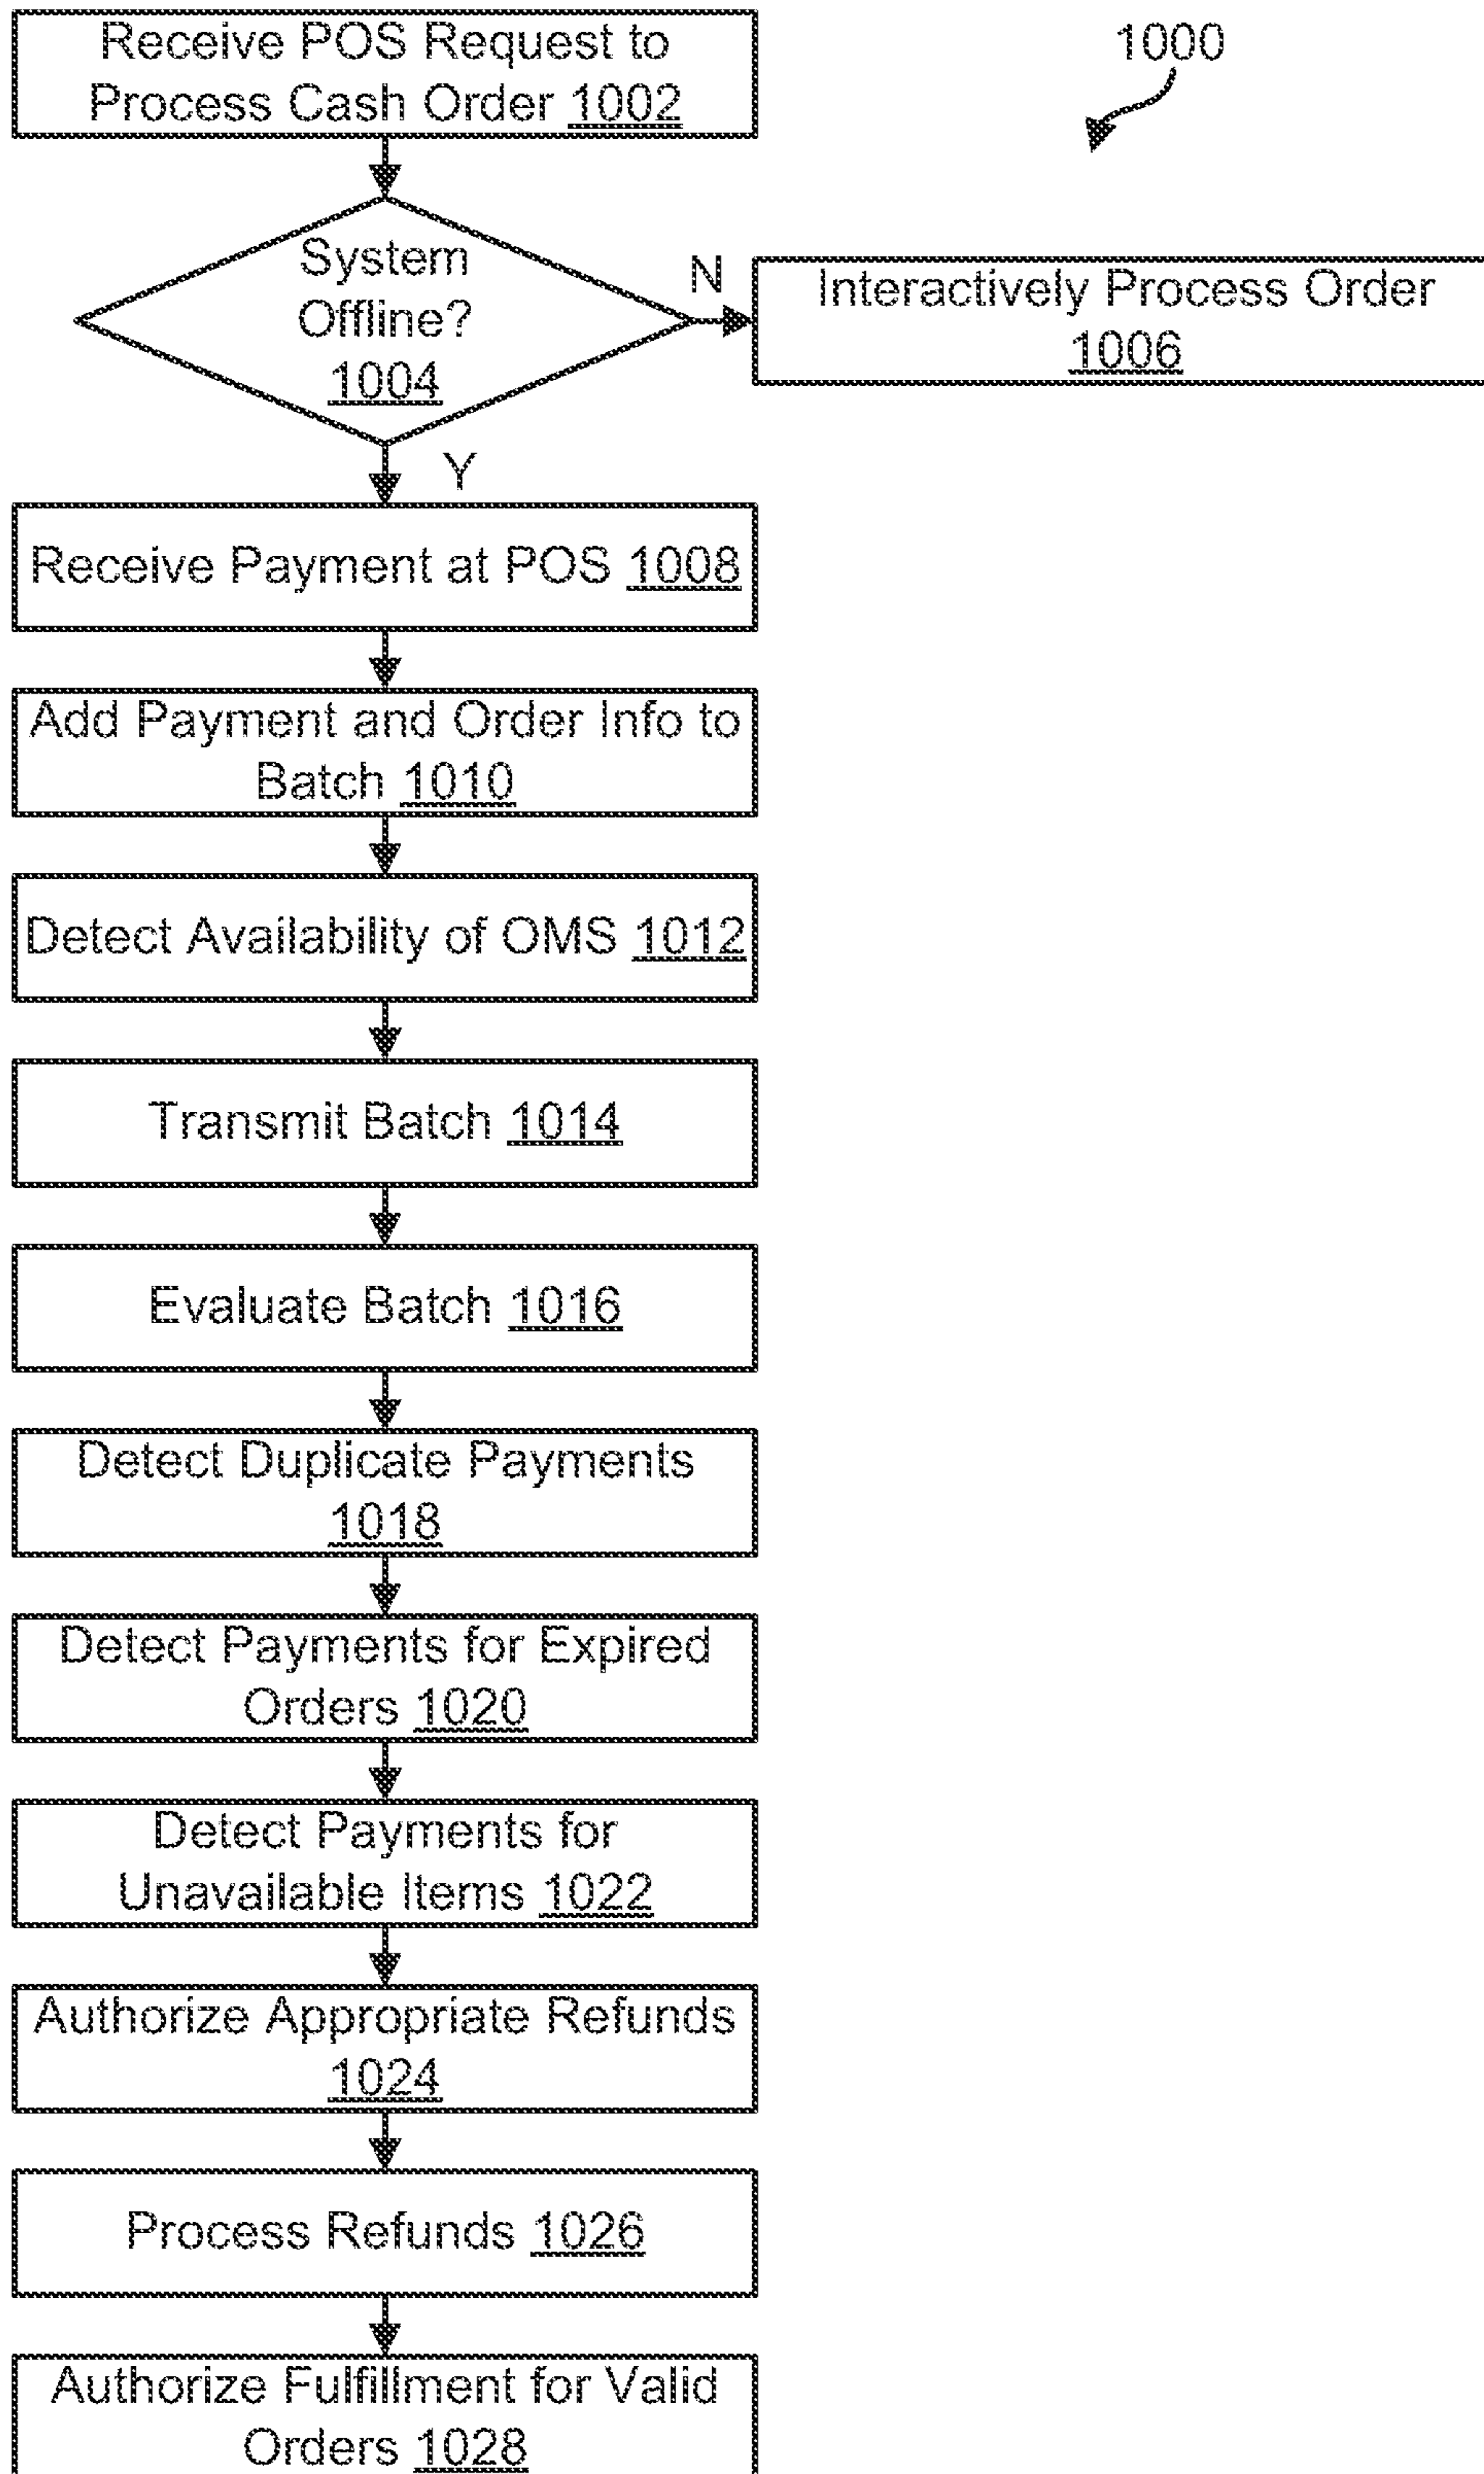 Receive POS Request to
Process Cash Order 1002
1000
System
Offline?
1004
N
Interactively Process Order
1006
Y
Receive Payment at POS 1008
Add Payment and Order Info to
Batch 1010
Detect Availability of OMS 1012
Transmit Batch 1014
Evaluate Batch 1016
Detect Duplicate Payments
1018
Detect Payments for Expired
Orders 1020
Detect Payments for
Unavailable Items 1022
Authorize Appropriate Refunds
1024
Process Refunds 1026
Authorize Fulfillment for Valid
Orders 1028